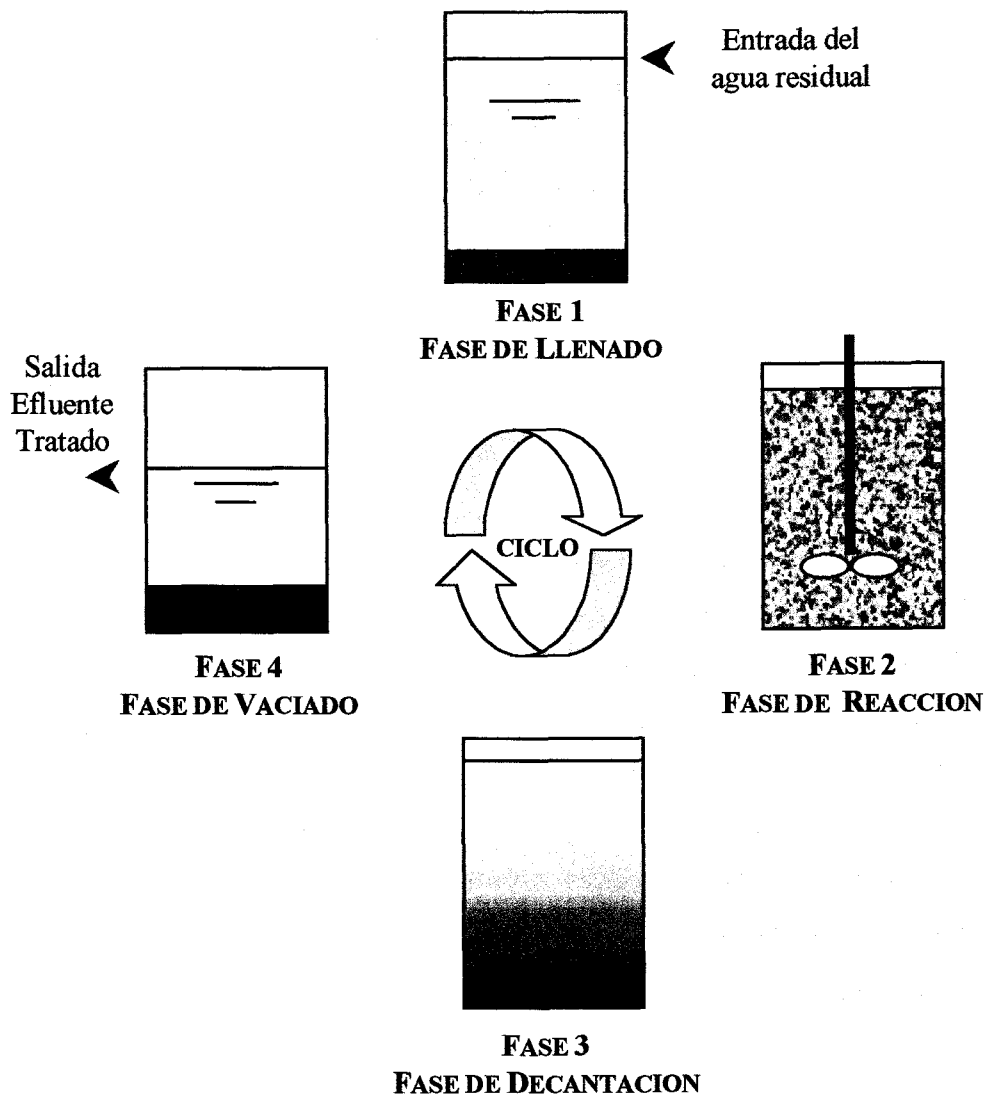 Entrada del
agua residual
FASE 1
FASE DE LLENADO
Salida
Efluente
Tratado
CICLO
FASE 4
FASE DE VACIADO
FASE 2
FASE DE REACCION
FASE 3
FASE DE DECANTACION